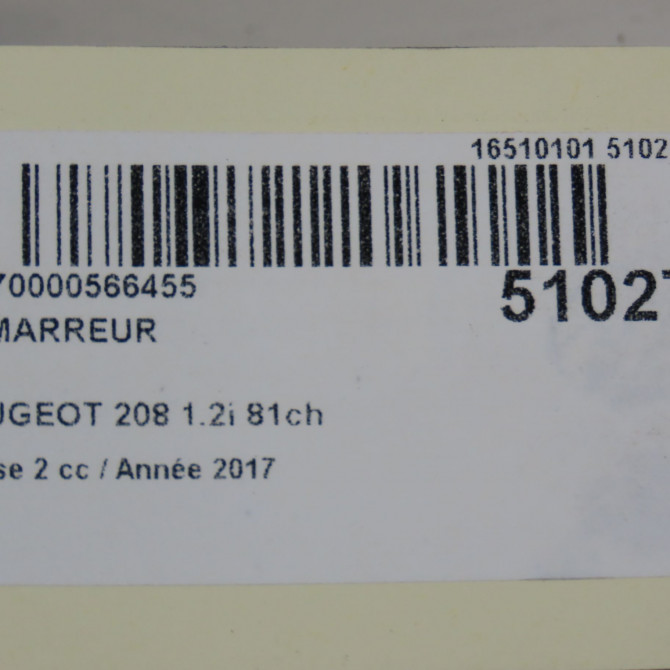 16510101 5102
70000566455
5102
MARREUR
UGEOT 208 1.2i 81ch
se 2 cc / Année 2017